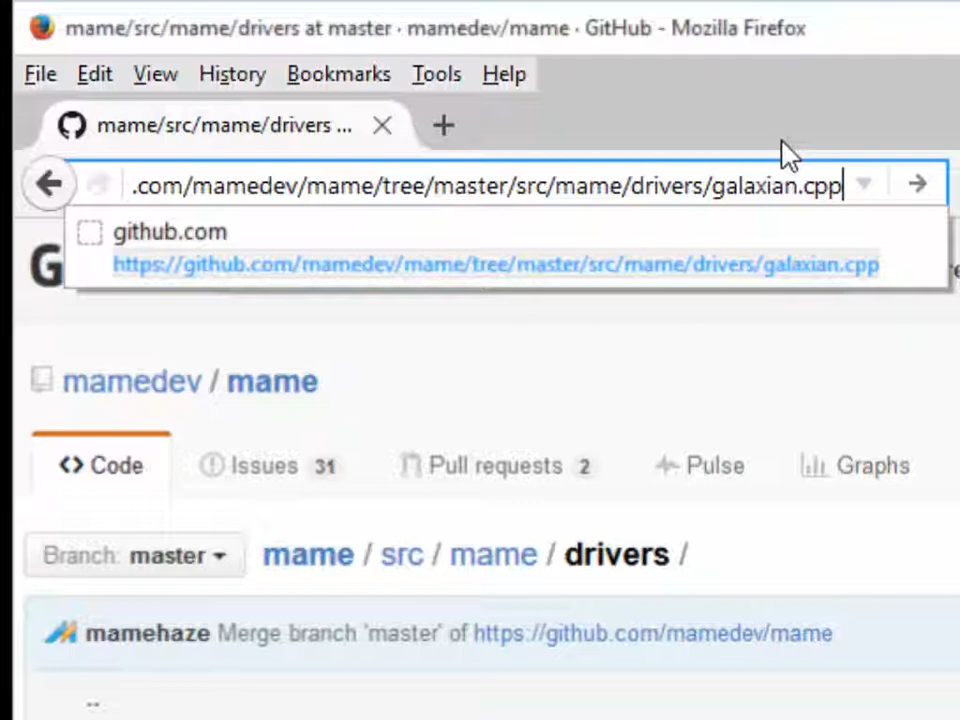 mame/src/mame/drivers at master · mamedev/mame · GitHub - Mozilla Firefox
File Edit View History Bookmarks Tools Help
mame/src/mame/drivers ...
.com/mamedev/mame/tree/master/src/mame/drivers/galaxian.cpp
github.com
https://github.com/mamedev/mame/tree/master/src/mame/drivers/galaxian.cpp
G
mamedev / mame
Code Issues 31 Pull requests 2 Pulse Graphs
Branch: master mame / src / mame / drivers /
mamehaze Merge branch 'master' of https://github.com/mamedev/mame
..